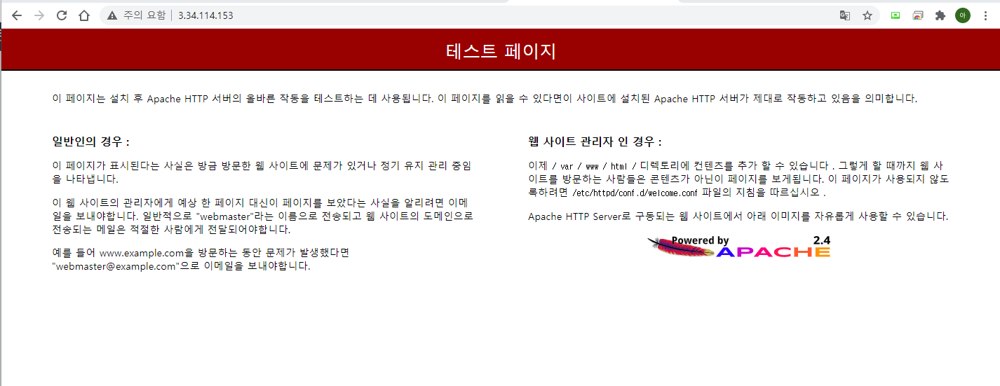 주의 요함 3.34.114.153
아
테스트 페이지
이 페이지는 설치 후 Apache HTTP 서버의 올바른 작동을 테스트하는 데 사용됩니다. 이 페이지를 읽을 수 있다면이 사이트에 설치된 Apache HTTP 서버가 제대로 작동하고 있음을 의미합니다.
일반인의 경우 :
이 페이지가 표시된다는 사실은 방금 방문한 웹 사이트에 문제가 있거나 정기 유지 관리 중임
을 나타냅니다.
이 웹 사이트의 관리자에게 예상 한 페이지 대신이 페이지를 보았다는 사실을 알리려면 이메
일을 보내야합니다. 일반적으로 "webmaster"라는 이름으로 전송되고 웹 사이트의 도메인으로
전송되는 메일은 적절한 사람에게 전달되어야합니다.
예를 들어 www.example.com을 방문하는 동안 문제가 발생했다면
"webmaster@example.com"으로 이메일을 보내야합니다.
웹 사이트 관리자 인 경우 :
이제 / var / www / html / 디렉토리에 컨텐츠를 추가 할 수 있습니다 . 그렇게 할 때까지 웹 사
이트를 방문하는 사람들은 콘텐츠가 아닌이 페이지를 보게됩니다. 이 페이지가 사용되지 않도
록하려면 /etc/httpd/conf.d/welcome.conf 파일의 지침을 따르십시오 .
Apache HTTP Server로 구동되는 웹 사이트에서 아래 이미지를 자유롭게 사용할 수 있습니다.
Powered by 2.4
APACHE